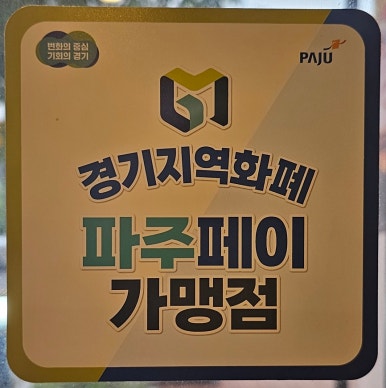 변화의 중심
기회의 경기
PAJU
경기지역화폐
파주페이
가맹점